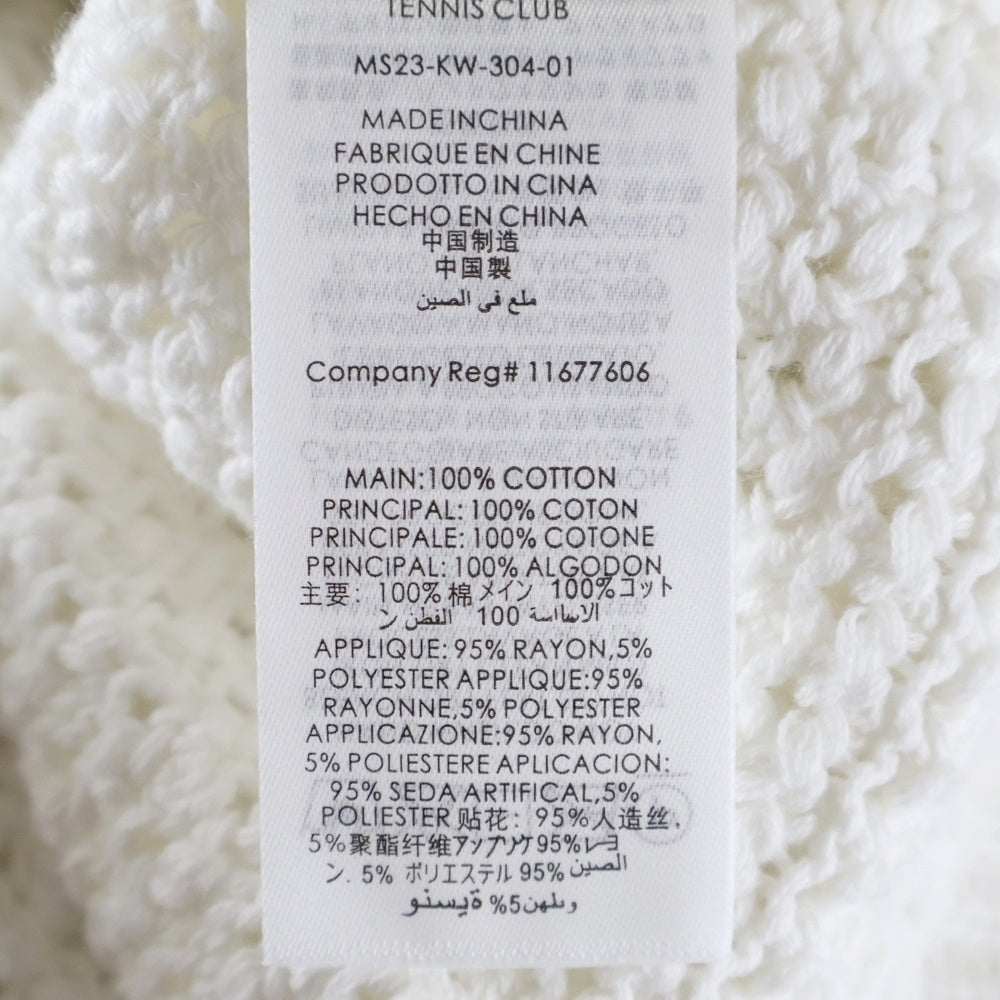 TENNIS CLUB
MS23-KW-304-01
MADE IN CHINA
FABRIQUE EN CHINE
PRODOTTO IN CINA
HECHO EN CHINA
中国制造
中国製
ملع في الصين
Company Reg# 11677606
MAIN:100% COTTON
PRINCIPAL: 100% COTON
PRINCIPALE: 100% COTONE
PRINCIPAL: 100% ALGODON
主要: 100% 棉 メイン 100%コット
ン القطن 100 الاساسة
APPLIQUE: 95% RAYON,5%
POLYESTER APPLIQUE:95%
RAYONNE,5% POLYESTER
APPLICAZIONE:95% RAYON,
5% POLIESTERE APLICACION:
95% SEDA ARTIFICAL,5%
POLIESTER 贴花: 95%人造丝,
5%聚酯纤维アップリケ95%レヨ
ン. 5% ポリエステル 95% الصين